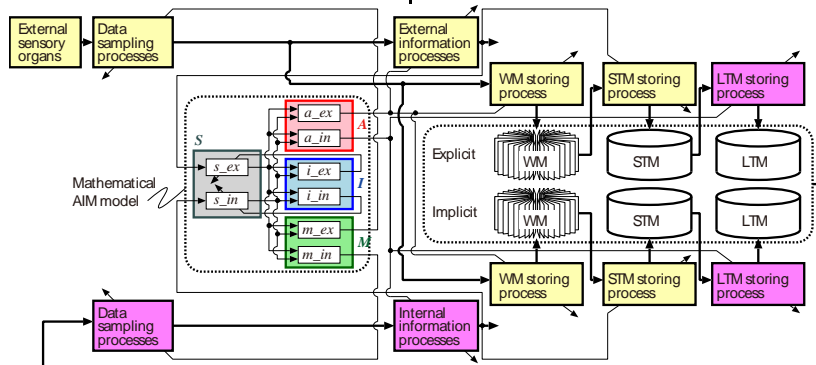 External
sensory
organs
Data
sampling
processes
External
information
processes
WM storing
process
STM storing
process
LTM storing
process
S
s_ex
s_in
a_ex
a_in
A
i_ex
i_in
I
m_ex
m_in
M
Mathematical
AIM model
Explicit
WM
STM
LTM
Implicit
WM
STM
LTM
WM storing
process
STM storing
process
LTM storing
process
Data
sampling
processes
Internal
information
processes